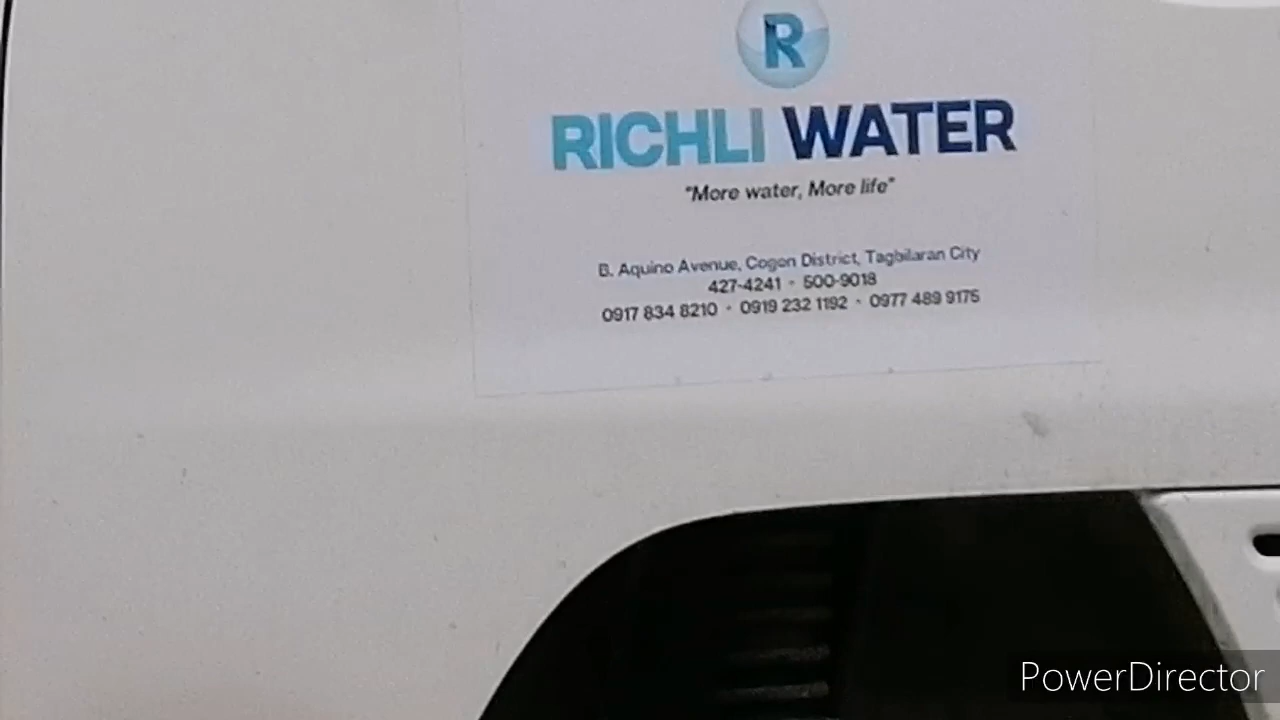 R
RICHLI WATER
“More water, More life”
B. Aquino Avenue, Cogon District, Tagbilaran City
427-4241 • 500-9018
0917 834 8210 • 0919 232 1192 • 0977 489 9175
PowerDirector